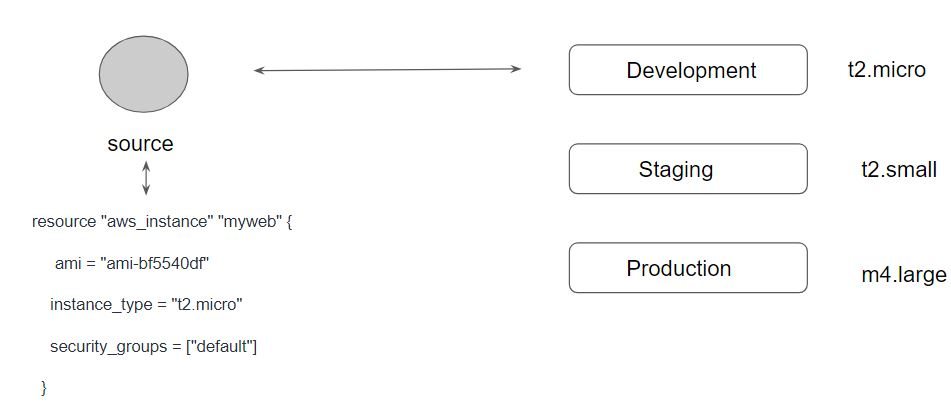 Development t2.micro
source
Staging t2.small
resource "aws_instance" "myweb" {
ami = "ami-bf5540df"
Production m4.large
instance_type = "t2.micro"
security_groups = ["default"]
}